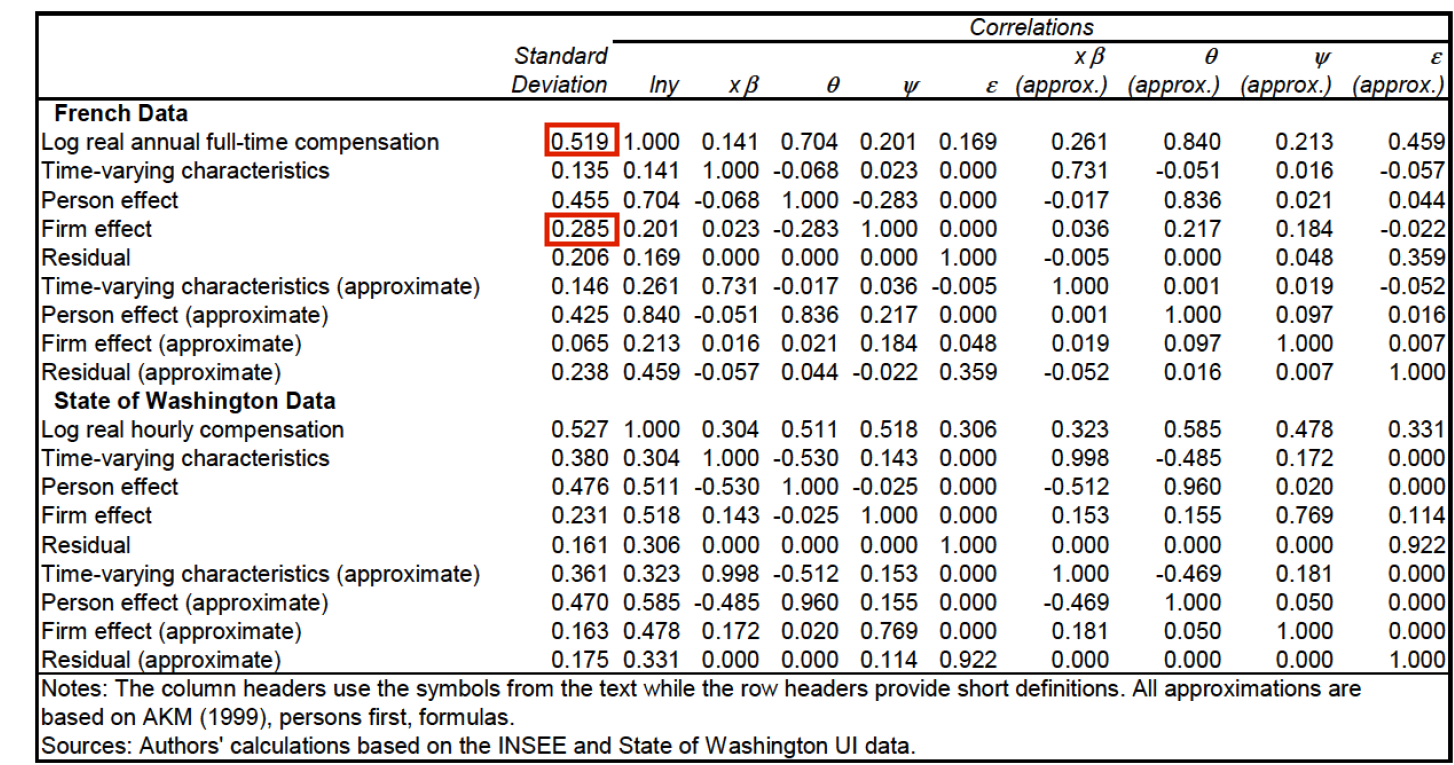 Correlations
Standard x β θ ψ ε
Deviation lny x β θ ψ ε (approx.) (approx.) (approx.) (approx.)
French Data
Log real annual full-time compensation 0.519 1.000 0.141 0.704 0.201 0.169 0.261 0.840 0.213 0.459
Time-varying characteristics 0.135 0.141 1.000 -0.068 0.023 0.000 0.731 -0.051 0.016 -0.057
Person effect 0.455 0.704 -0.068 1.000 -0.283 0.000 -0.017 0.836 0.021 0.044
Firm effect 0.285 0.201 0.023 -0.283 1.000 0.000 0.036 0.217 0.184 -0.022
Residual 0.206 0.169 0.000 0.000 0.000 1.000 -0.005 0.000 0.048 0.359
Time-varying characteristics (approximate) 0.146 0.261 0.731 -0.017 0.036 -0.005 1.000 0.001 0.019 -0.052
Person effect (approximate) 0.425 0.840 -0.051 0.836 0.217 0.000 0.001 1.000 0.097 0.016
Firm effect (approximate) 0.065 0.213 0.016 0.021 0.184 0.048 0.019 0.097 1.000 0.007
Residual (approximate) 0.238 0.459 -0.057 0.044 -0.022 0.359 -0.052 0.016 0.007 1.000
State of Washington Data
Log real hourly compensation 0.527 1.000 0.304 0.511 0.518 0.306 0.323 0.585 0.478 0.331
Time-varying characteristics 0.380 0.304 1.000 -0.530 0.143 0.000 0.998 -0.485 0.172 0.000
Person effect 0.476 0.511 -0.530 1.000 -0.025 0.000 -0.512 0.960 0.020 0.000
Firm effect 0.231 0.518 0.143 -0.025 1.000 0.000 0.153 0.155 0.769 0.114
Residual 0.161 0.306 0.000 0.000 0.000 1.000 0.000 0.000 0.000 0.922
Time-varying characteristics (approximate) 0.361 0.323 0.998 -0.512 0.153 0.000 1.000 -0.469 0.181 0.000
Person effect (approximate) 0.470 0.585 -0.485 0.960 0.155 0.000 -0.469 1.000 0.050 0.000
Firm effect (approximate) 0.163 0.478 0.172 0.020 0.769 0.000 0.181 0.050 1.000 0.000
Residual (approximate) 0.175 0.331 0.000 0.000 0.114 0.922 0.000 0.000 0.000 1.000
Notes: The column headers use the symbols from the text while the row headers provide short definitions. All approximations are
based on AKM (1999), persons first, formulas.
Sources: Authors' calculations based on the INSEE and State of Washington UI data.